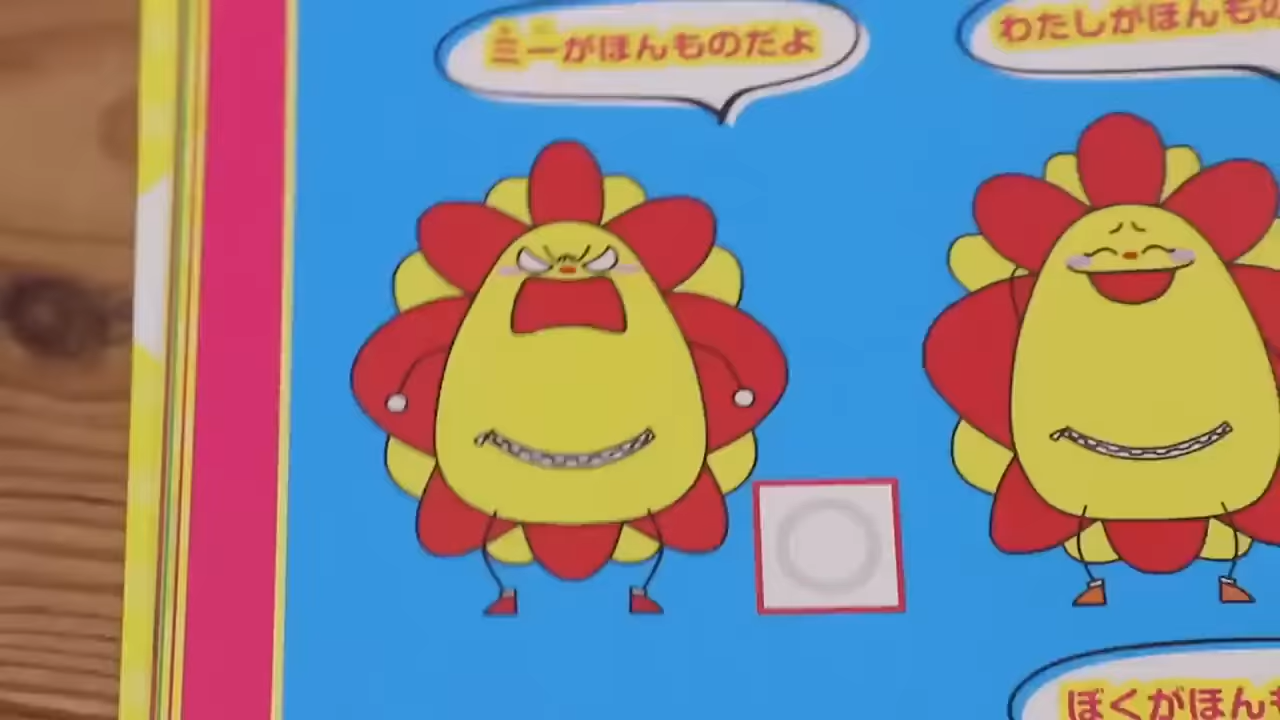 ミーがほんものだよ
わたしがほんもの
ぼくがほんも